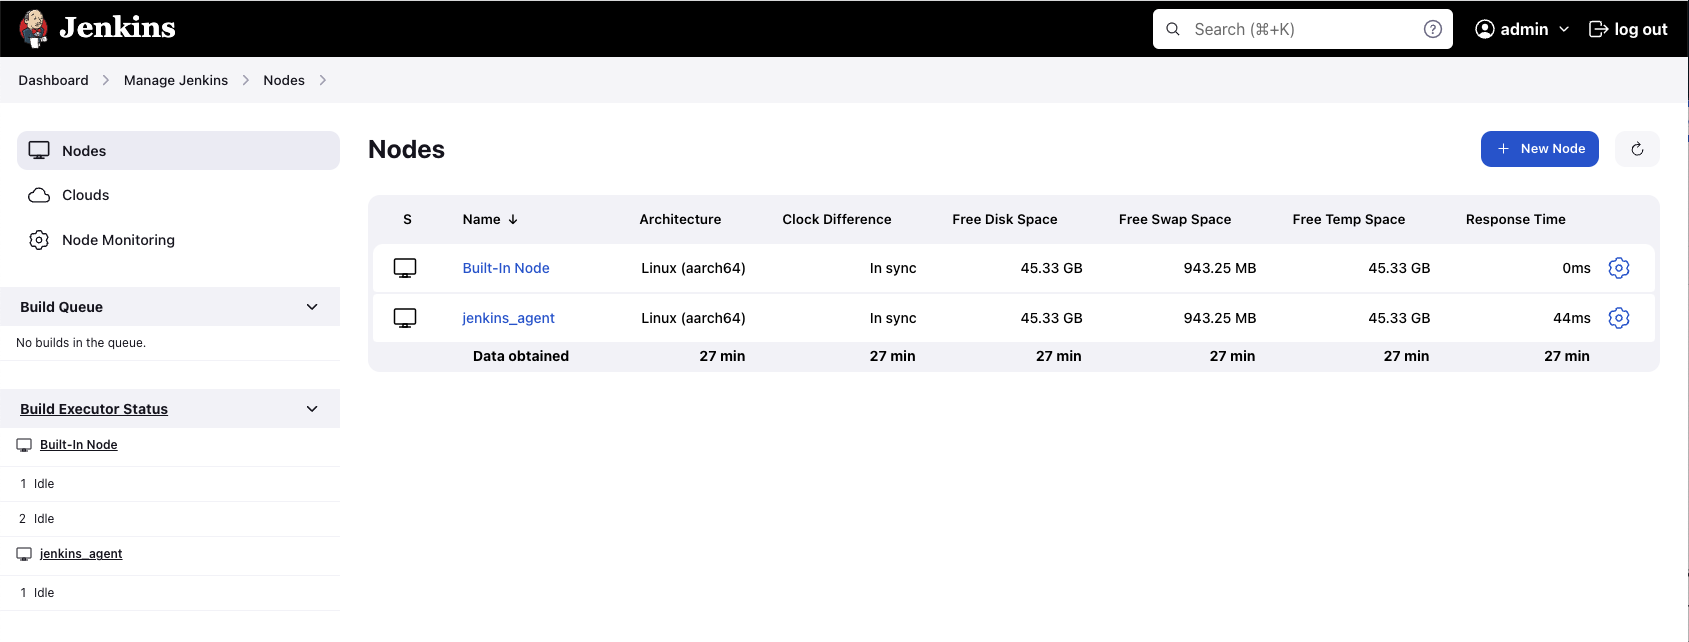 Jenkins
Search (⌘+K)
?
admin
log out
Dashboard
Manage Jenkins
Nodes
Nodes
Clouds
Node Monitoring
Build Queue
No builds in the queue.
Build Executor Status
Built-In Node
1 Idle
2 Idle
jenkins_agent
1 Idle
Nodes
+ New Node
S Name ↓ Architecture Clock Difference Free Disk Space Free Swap Space Free Temp Space Response Time
Built-In Node Linux (aarch64) In sync 45.33 GB 943.25 MB 45.33 GB 0ms
jenkins_agent Linux (aarch64) In sync 45.33 GB 943.25 MB 45.33 GB 44ms
Data obtained 27 min 27 min 27 min 27 min 27 min 27 min